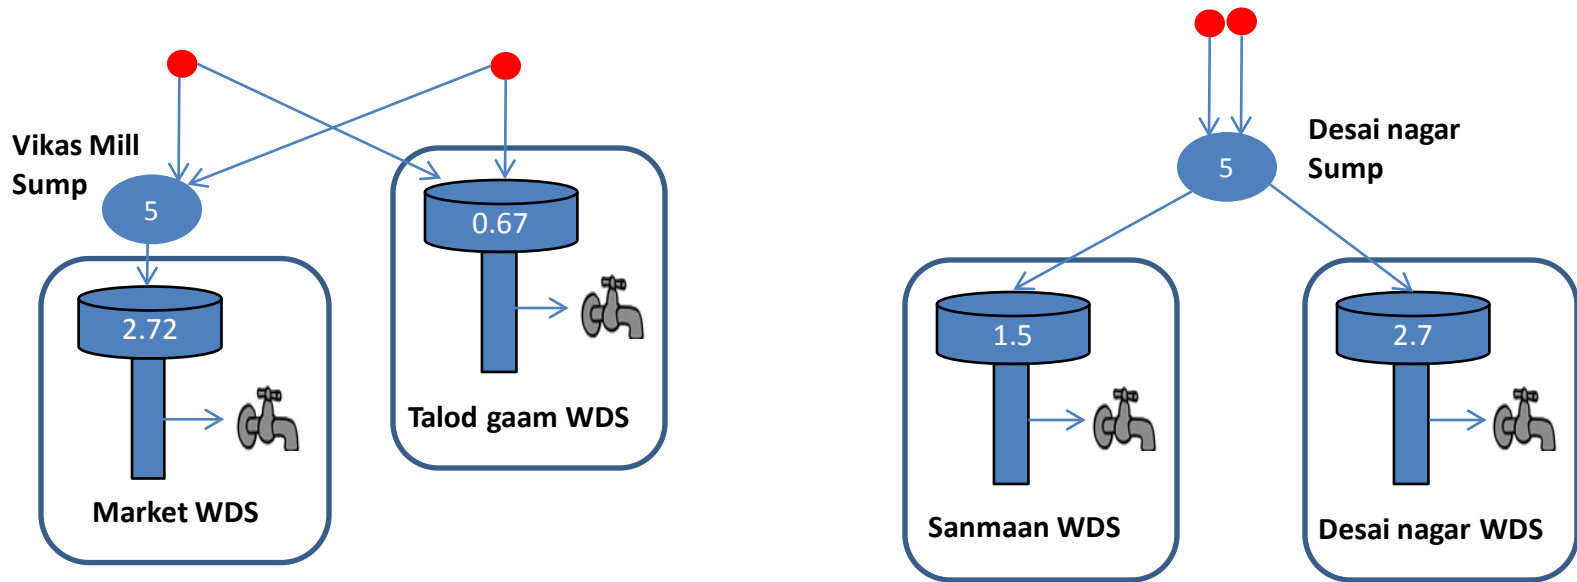 Vikas Mill
Sump
5
2.72
Market WDS
0.67
Talod gaam WDS
Desai nagar
Sump
5
1.5
Sanmaan WDS
2.7
Desai nagar WDS